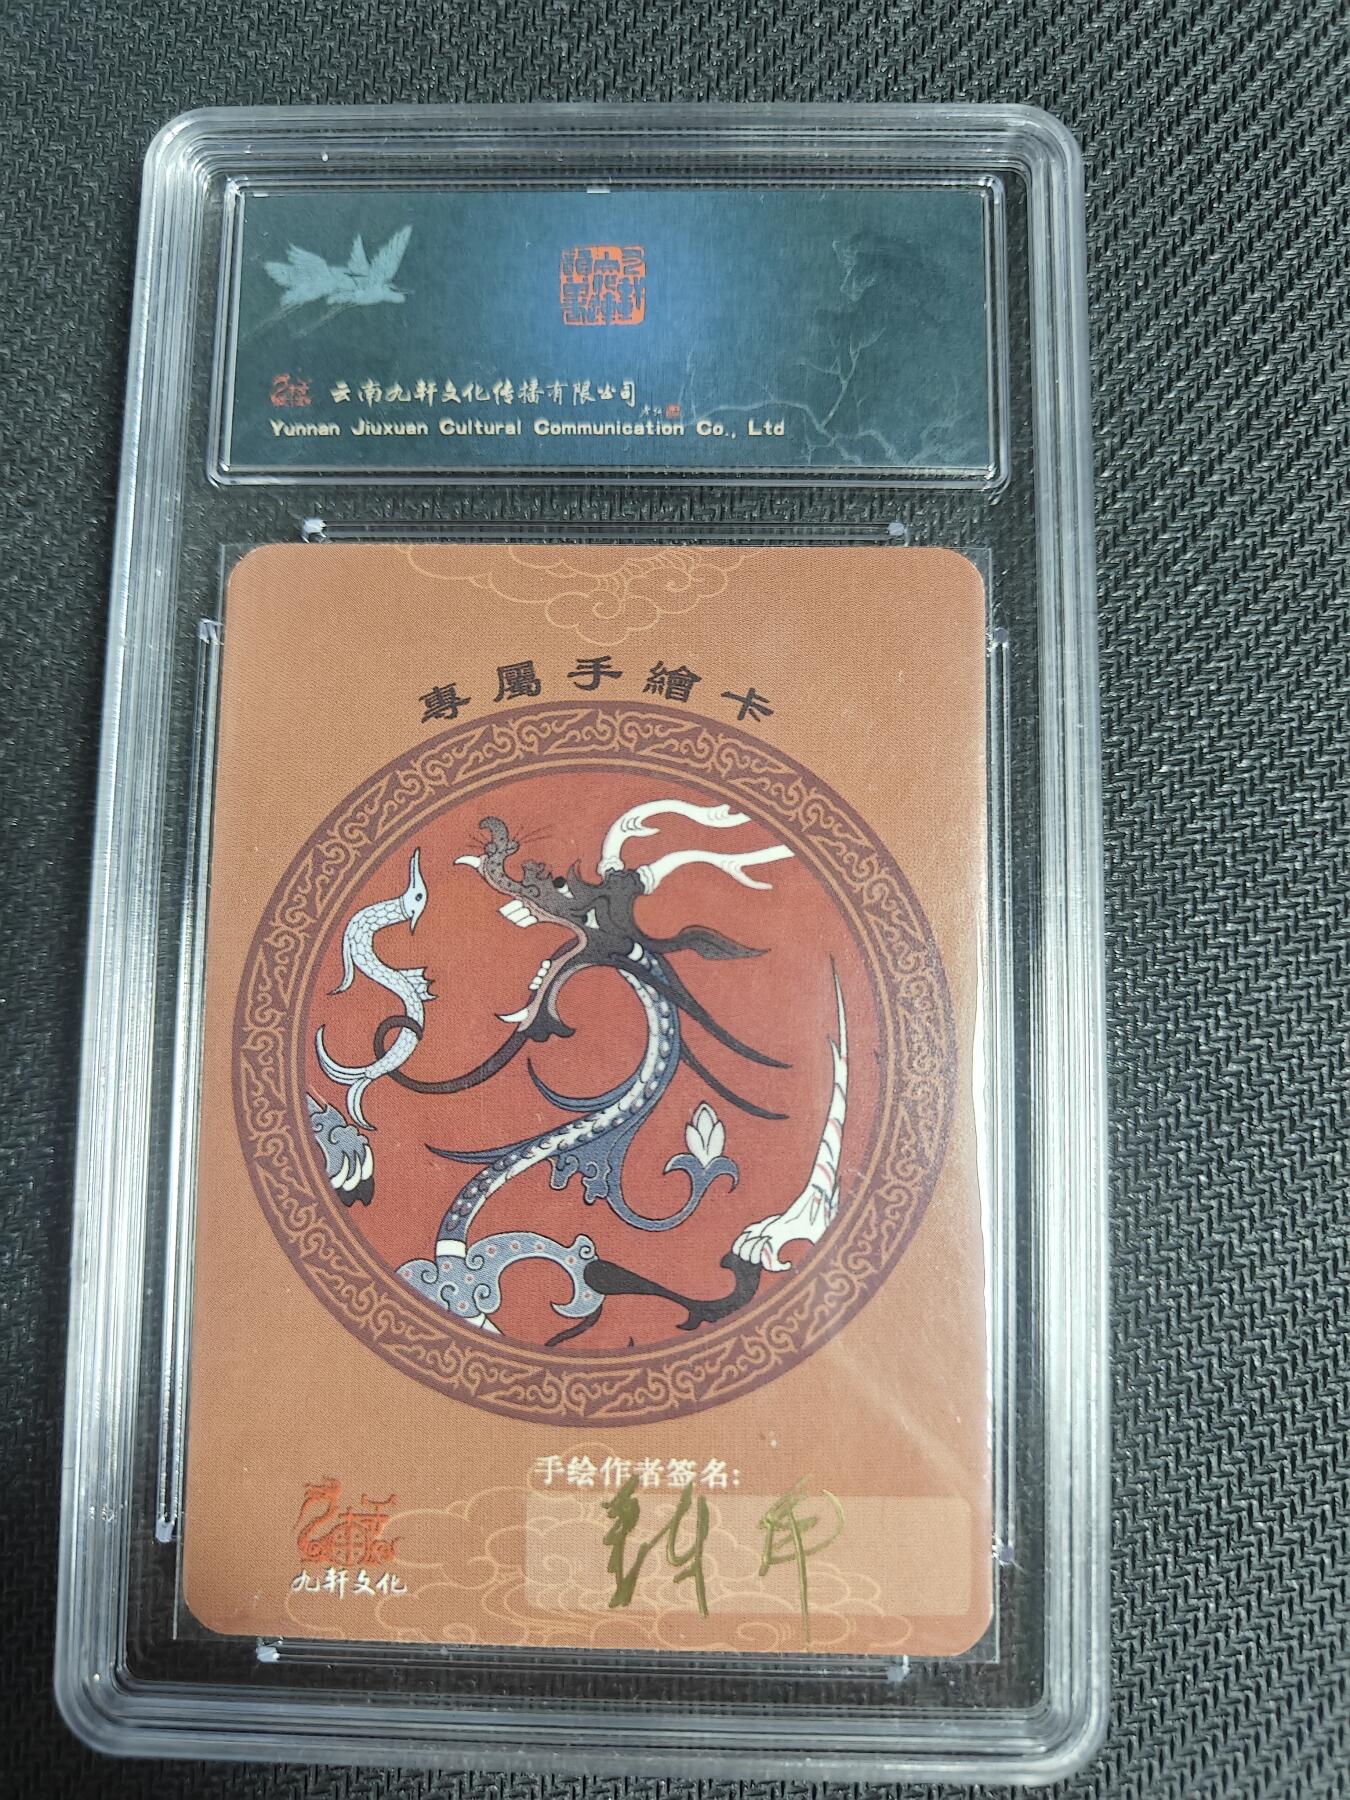 云南九轩文化传播有限公司
Yunnan Jiuxuan Cultural Communication Co., Ltd
專屬手繪卡
手绘作者签名:
九轩文化